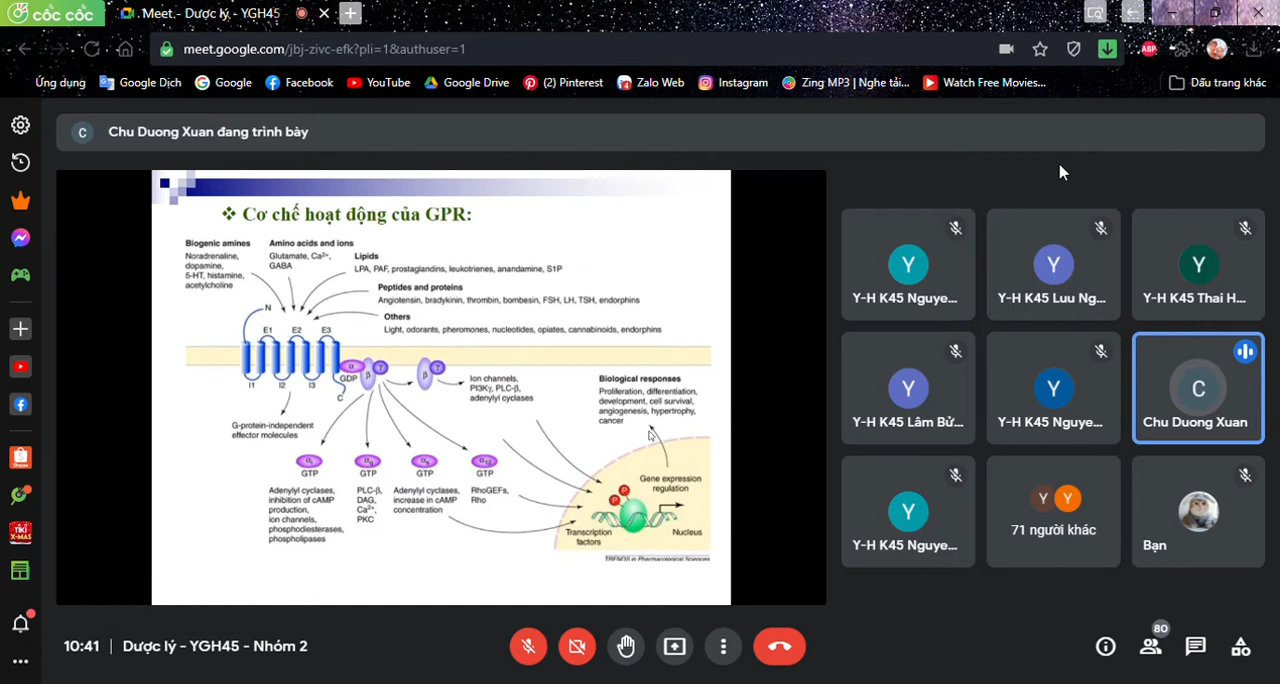 cốc cốc
Meet - Dược lý - YGH45
meet.google.com/jbj-zivc-efk?pli=1&authuser=1
ABP
Ứng dụng
Google Dịch
Google
Facebook
YouTube
Google Drive
(2) Pinterest
Zalo Web
Instagram
Zing MP3 | Nghe tải...
Watch Free Movies...
Dấu trang khác
C
Chu Duong Xuan đang trình bày
❖ Cơ chế hoạt động của GPR:
Biogenic amines
Noradrenaline,
dopamine,
5-HT, histamine,
acetylcholine
Amino acids and ions
Glutamate, Ca2+,
GABA
Lipids
LPA, PAF, prostaglandins, leukotrienes, anandamine, S1P
Peptides and proteins
Angiotensin, bradykinin, thrombin, bombesin, FSH, LH, TSH, endorphins
Others
Light, odorants, pheromones, nucleotides, opiates, cannabinoids, endorphins
N
E1 E2 E3
α β γ
β γ
GDP
I1 I2 I3
C
Ion channels,
PI3Kγ, PLC-β,
adenylyl cyclases
Biological responses
Proliferation, differentiation,
development, cell survival,
angiogenesis, hypertrophy,
cancer
G-protein-independent
effector molecules
GTP
GTP
GTP
GTP
Adenylyl cyclases,
inhibition of cAMP
production,
ion channels,
phosphodiesterases,
phospholipases
PLC-β,
DAG,
Ca2+,
PKC
Adenylyl cyclases,
increase in cAMP
concentration
RhoGEFs,
Rho
Gene expression
regulation
P
P
Transcription
factors
Nucleus
TRENDS in Pharmacological Sciences
Y
Y-H K45 Nguye...
Y
Y-H K45 Luu Ng...
Y
Y-H K45 Thai H...
Y
Y-H K45 Lâm Bử...
Y
Y-H K45 Nguye...
C
Chu Duong Xuan
Y
Y-H K45 Nguye...
Y Y
71 người khác
Bạn
Shopee
TIKI
X-MAS
10:41 | Dược lý - YGH45 - Nhóm 2
80